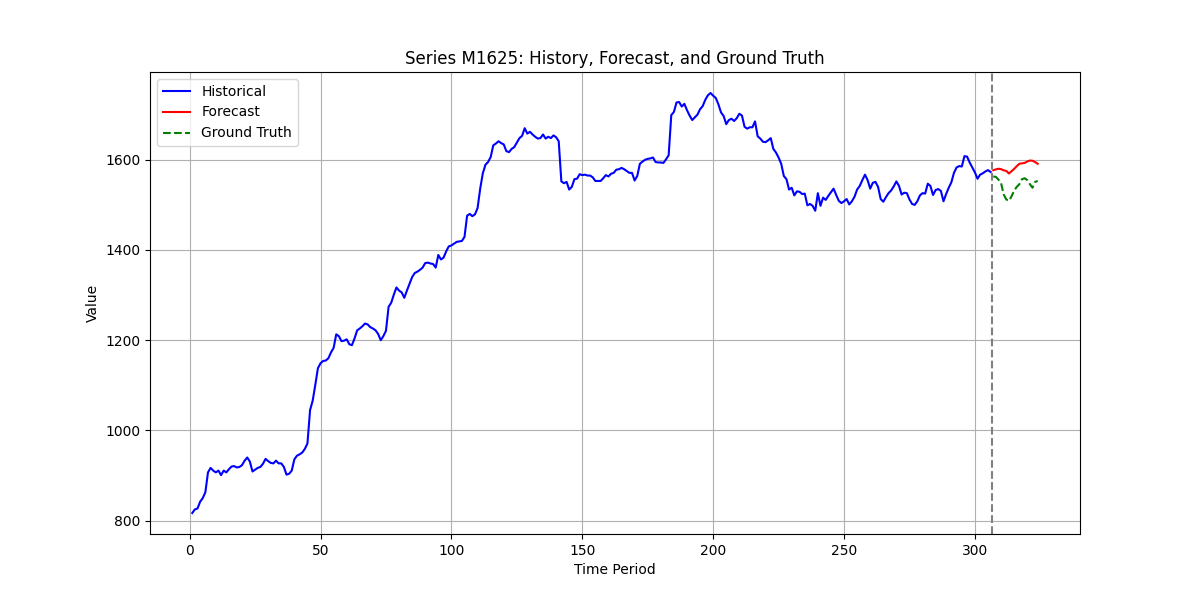 Series M1625: History, Forecast, and Ground Truth
Historical
Forecast
Ground Truth
1600
1400
1200
1000
800
Value
0 50 100 150 200 250 300
Time Period